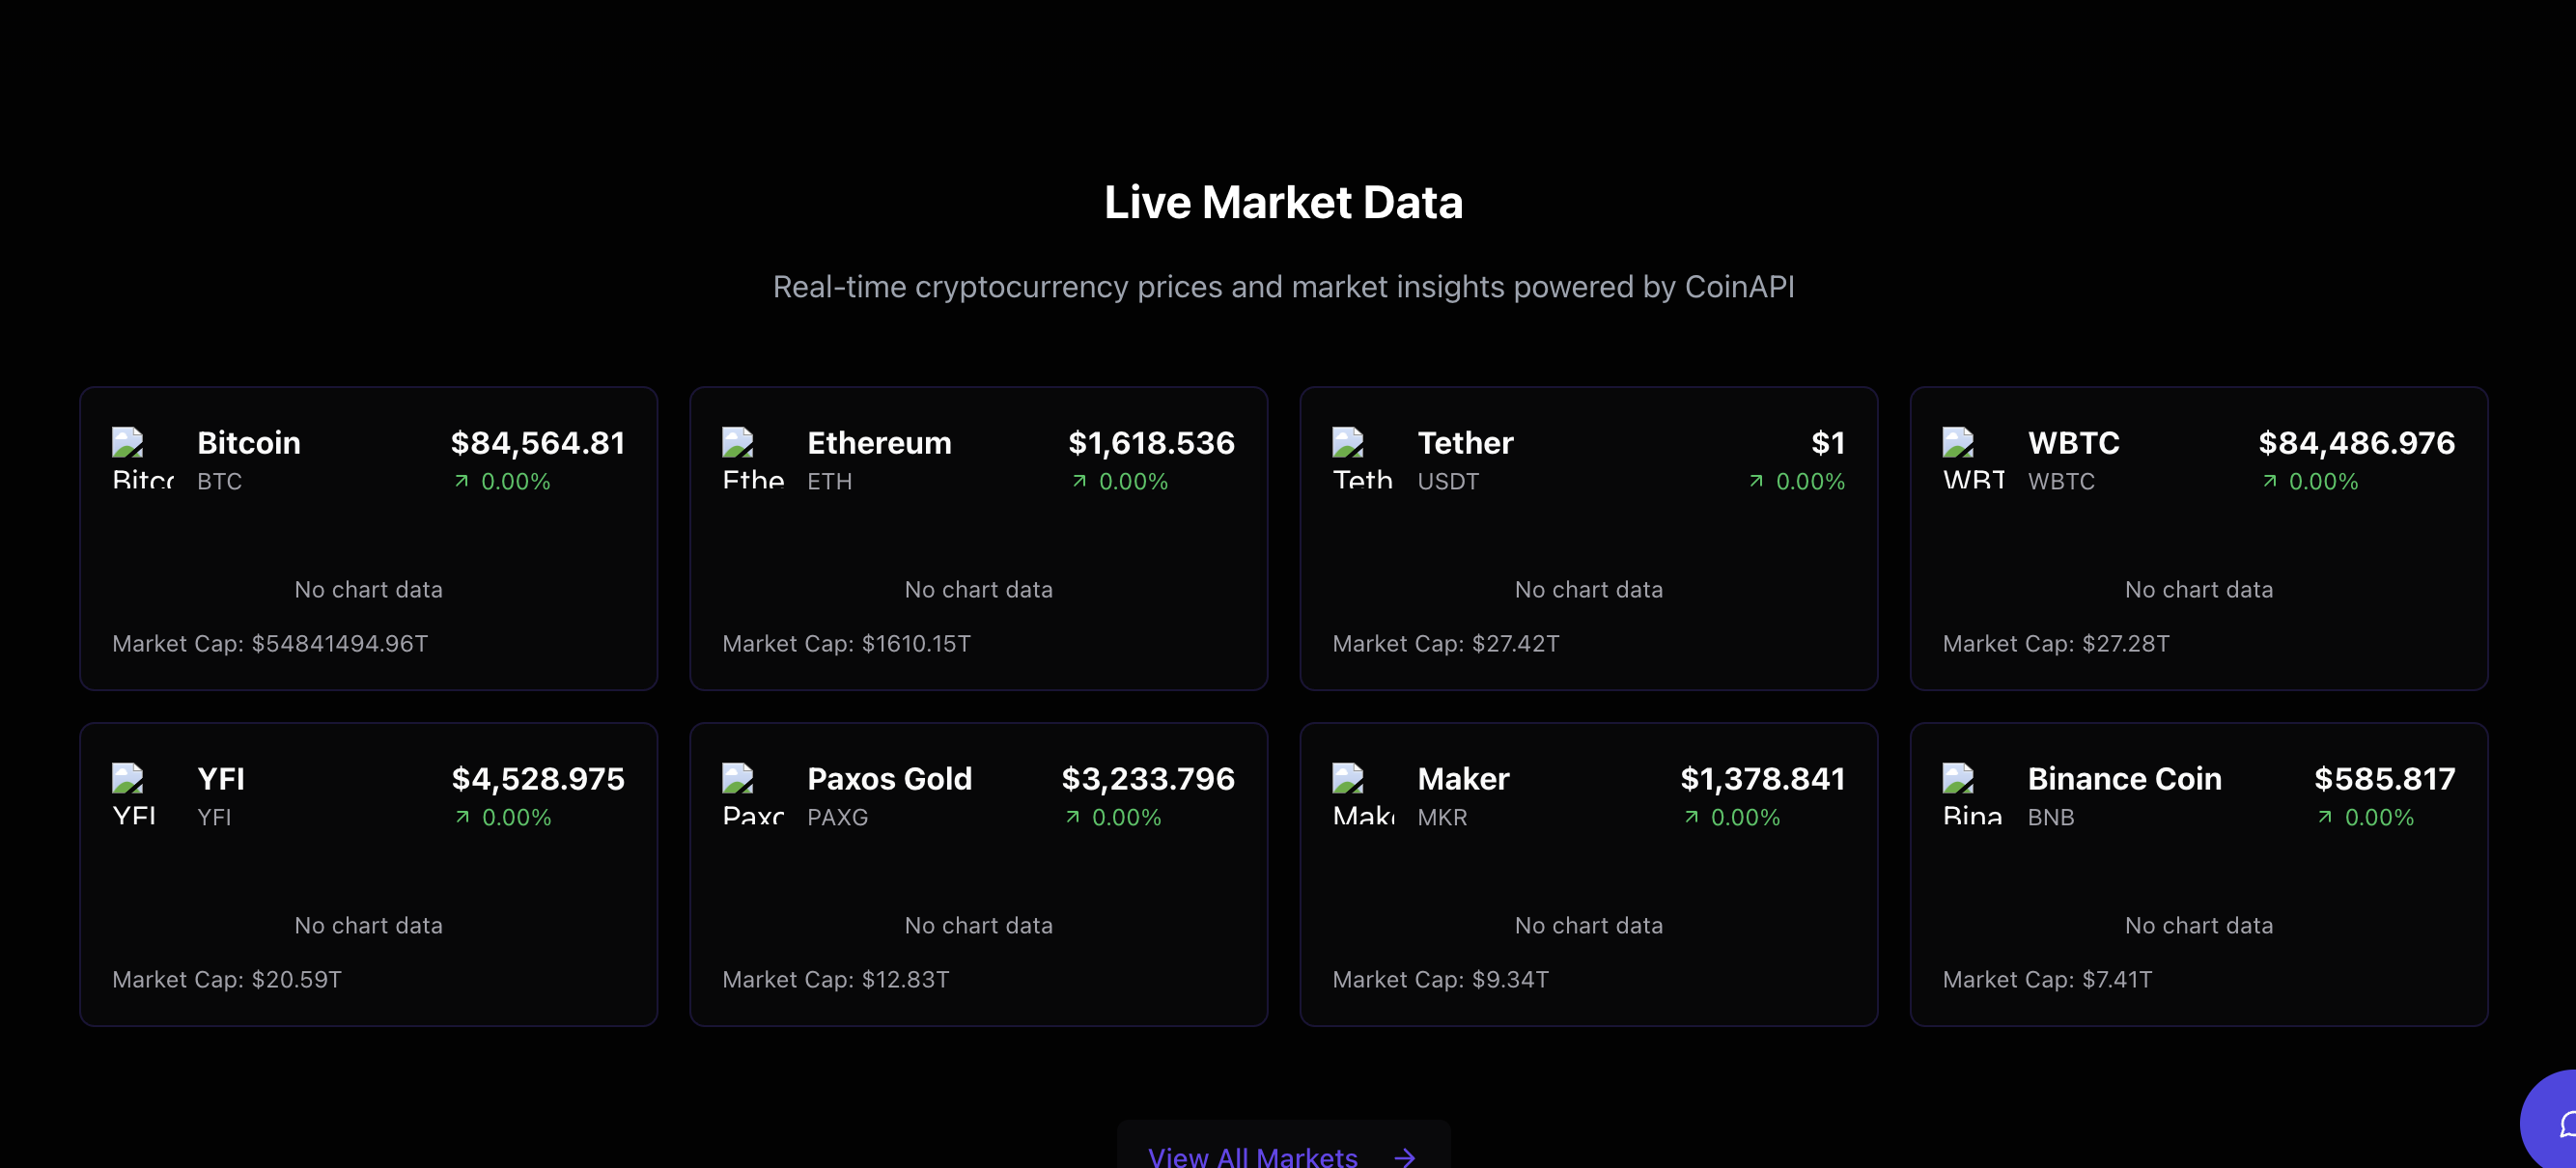 Live Market Data
Real-time cryptocurrency prices and market insights powered by CoinAPI
Bitcoin $84,564.81
Bitcc BTC 0.00%
No chart data
Market Cap: $54841494.96T
Ethereum $1,618.536
Ethe ETH 0.00%
No chart data
Market Cap: $1610.15T
Tether $1
Teth USDT 0.00%
No chart data
Market Cap: $27.42T
WBTC $84,486.976
WBT WBTC 0.00%
No chart data
Market Cap: $27.28T
YFI $4,528.975
YFI YFI 0.00%
No chart data
Market Cap: $20.59T
Paxos Gold $3,233.796
Paxc PAXG 0.00%
No chart data
Market Cap: $12.83T
Maker $1,378.841
Make MKR 0.00%
No chart data
Market Cap: $9.34T
Binance Coin $585.817
Bina BNB 0.00%
No chart data
Market Cap: $7.41T
View All Markets